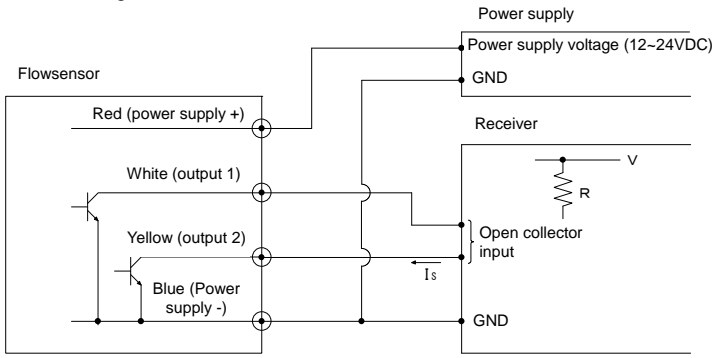 Power supply
Power supply voltage (12~24VDC)
GND
Flowsensor
Red (power supply +)
Receiver
V
R
White (output 1)
Open collector
input
Yellow (output 2)
Is
Blue (Power
supply -)
GND